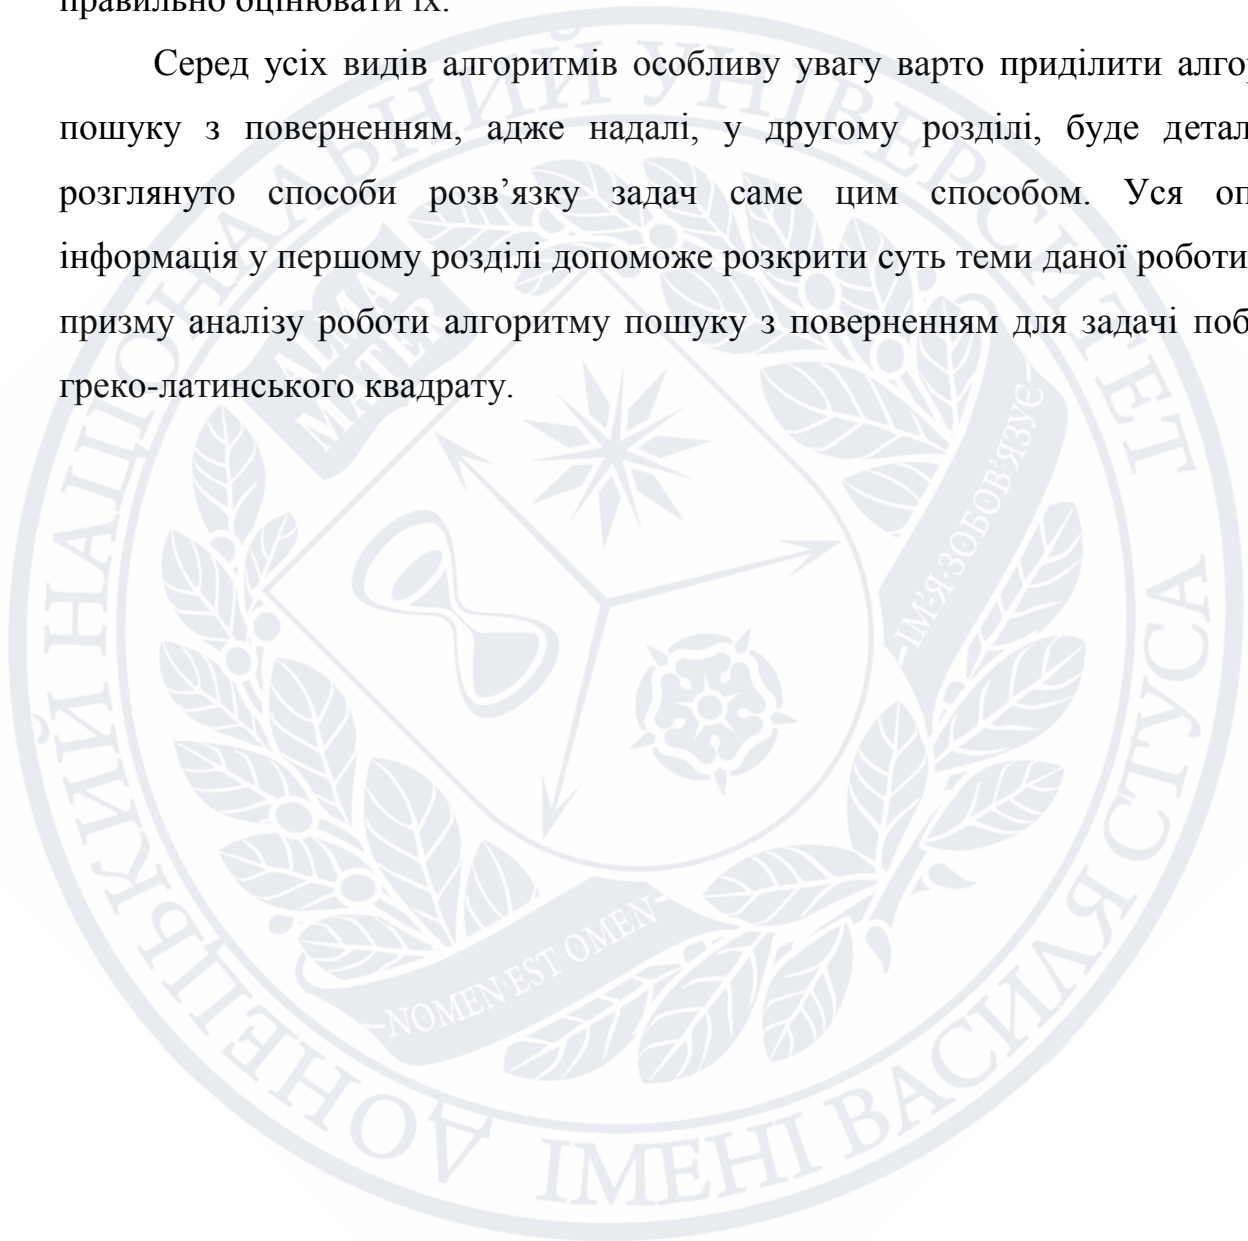 правильно оцінювати їх.
Серед усіх видів алгоритмів особливу увагу варто приділити алго
пошуку з поверненням, адже надалі, у другому розділі, буде детал
розглянуто способи розв’язку задач саме цим способом. Уся оп
інформація у першому розділі допоможе розкрити суть теми даної роботи
призму аналізу роботи алгоритму пошуку з поверненням для задачі поб
греко-латинського квадрату.
ДОНЕЦЬКИЙ НАЦІОНАЛЬНИЙ УНІВЕРСИТЕТ
ІМЕНІ ВАСИЛЯ СТУСА
ALMA
MATER
ІМ’Я·ЗОБОВ’ЯЗУЄ
NOMEN·EST OMEN